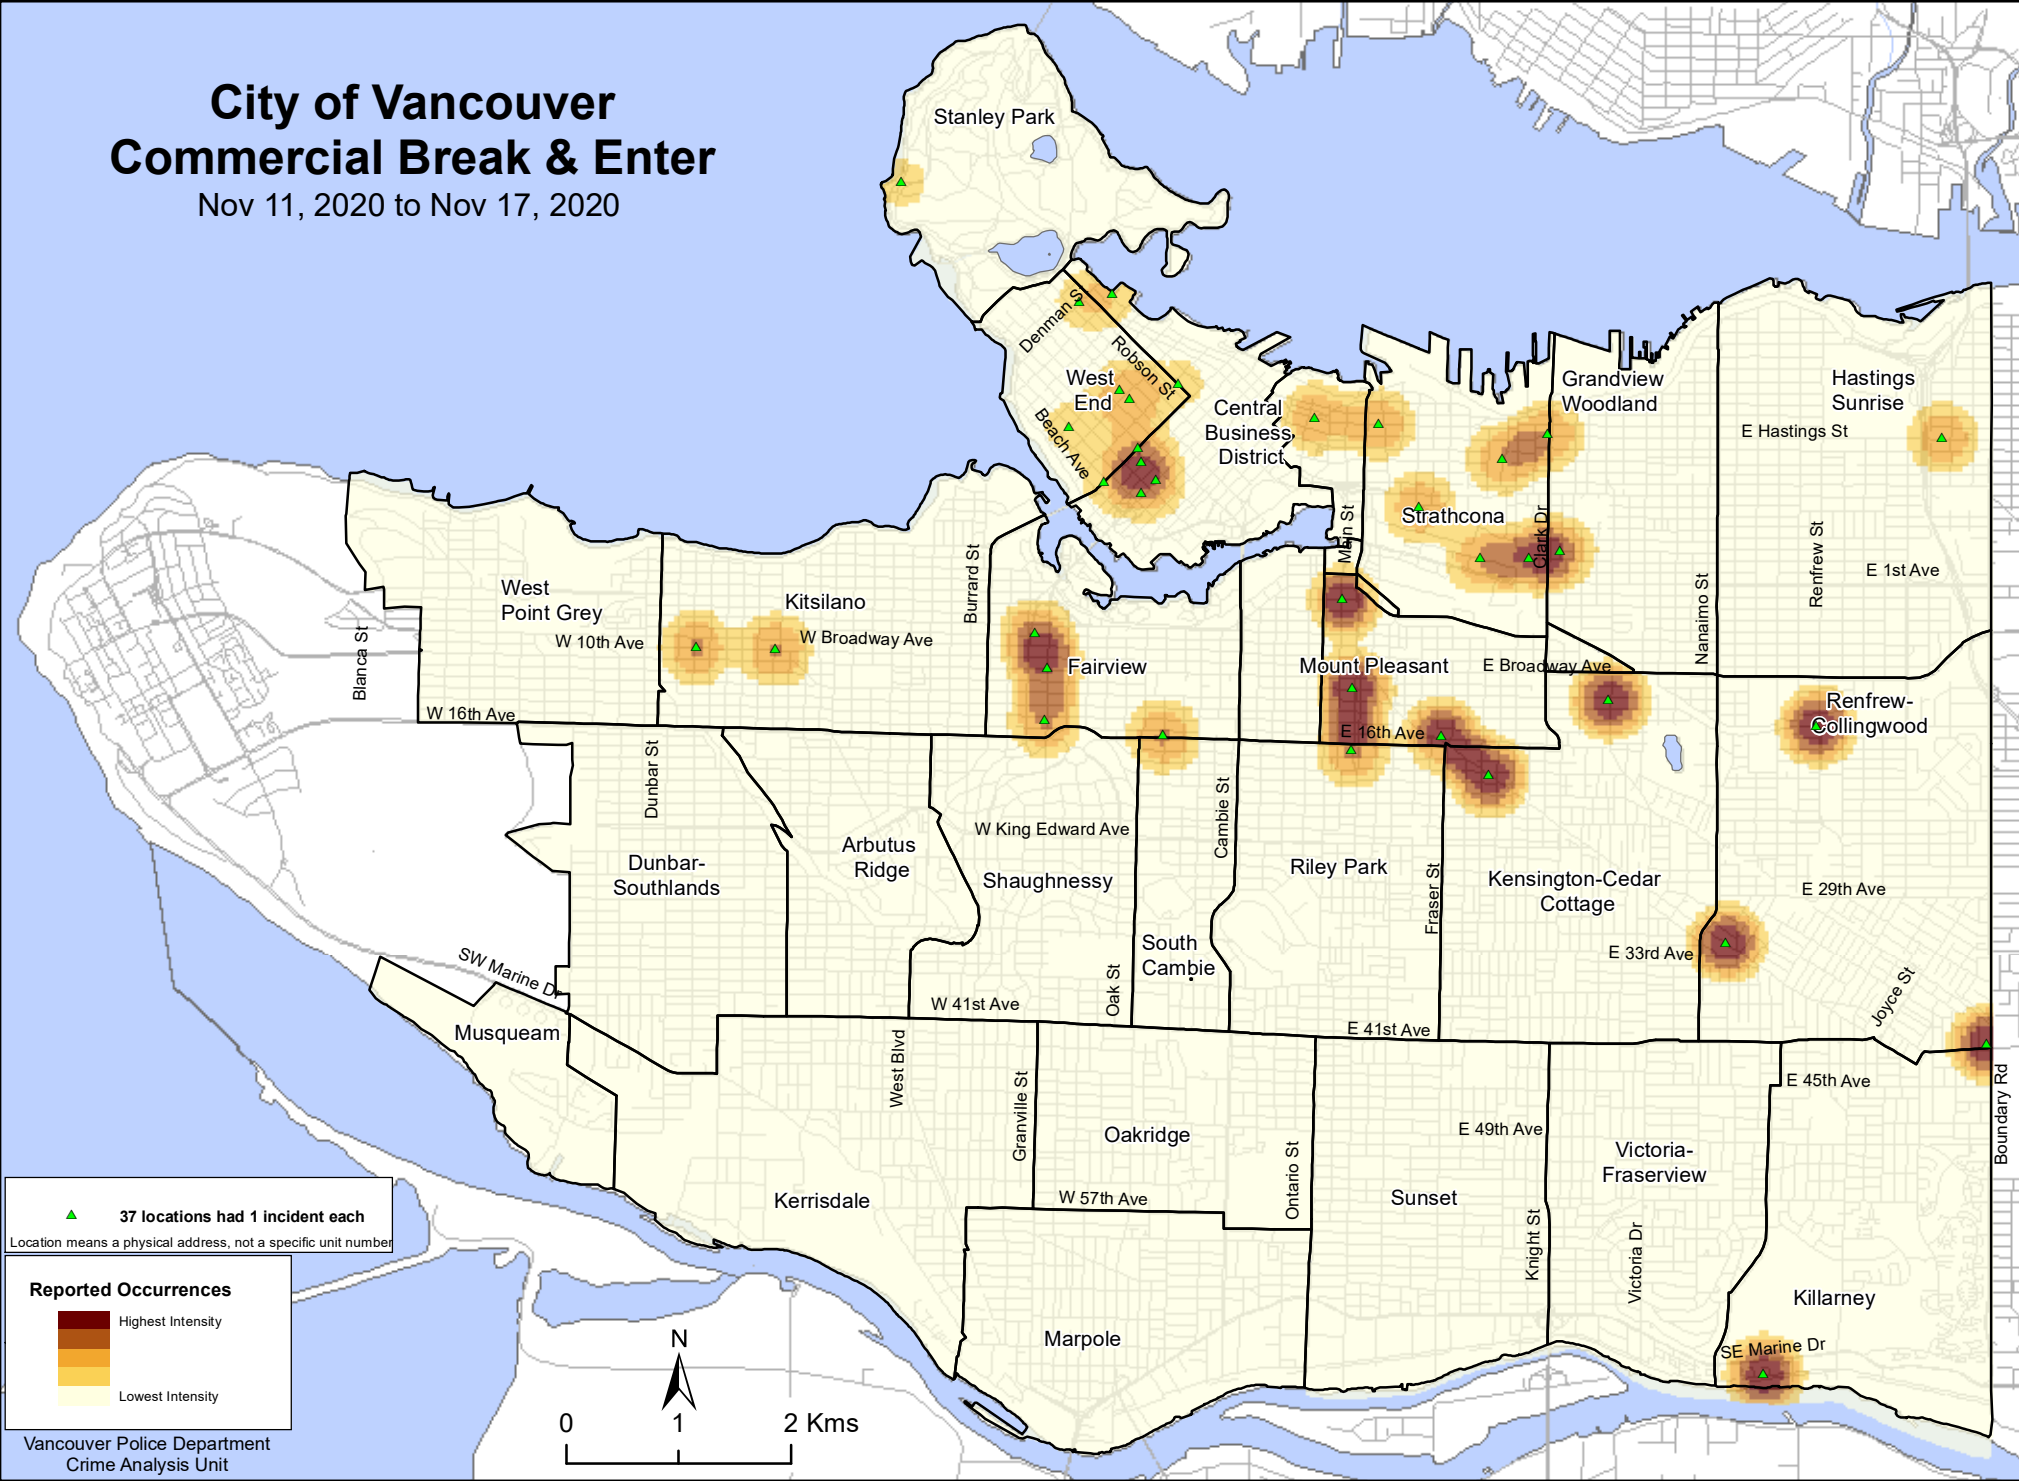 City of Vancouver
Commercial Break & Enter
Nov 11, 2020 to Nov 17, 2020
Stanley Park
Denman St
Robson St
West
End
Beach Ave
Central
Business
District
Grandview
Woodland
Hastings
Sunrise
E Hastings St
Strathcona
Main St
Clark Dr
Nanaimo St
Renfrew St
E 1st Ave
West
Point Grey
W 10th Ave
Blanca St
W 16th Ave
Kitsilano
W Broadway Ave
Burrard St
Fairview
Mount Pleasant
E Broadway Ave
E 16th Ave
Renfrew-
Collingwood
Dunbar St
Dunbar-
Southlands
Arbutus
Ridge
W King Edward Ave
Shaughnessy
Cambie St
South
Cambie
Oak St
Riley Park
Fraser St
Kensington-Cedar
Cottage
E 29th Ave
E 33rd Ave
Joyce St
SW Marine Dr
Musqueam
W 41st Ave
E 41st Ave
West Blvd
Granville St
E 45th Ave
Boundary Rd
Oakridge
Ontario St
E 49th Ave
Victoria-
Fraserview
Kerrisdale
W 57th Ave
Sunset
Knight St
Victoria Dr
Killarney
Marpole
SE Marine Dr
37 locations had 1 incident each
Location means a physical address, not a specific unit number
Reported Occurrences
Highest Intensity
Lowest Intensity
Vancouver Police Department
Crime Analysis Unit
N
0 1 2 Kms